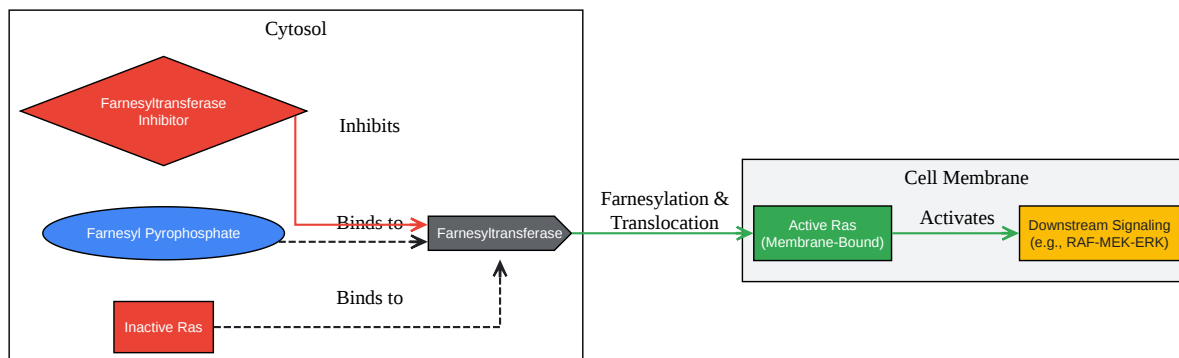 Cytosol
Farnesyltransferase
Inhibitor
Inhibits
Farnesyl Pyrophosphate
Binds to
Farnesyltransferase
Inactive Ras
Binds to
Farnesylation &
Translocation
Cell Membrane
Active Ras
(Membrane-Bound)
Activates
Downstream Signaling
(e.g., RAF-MEK-ERK)